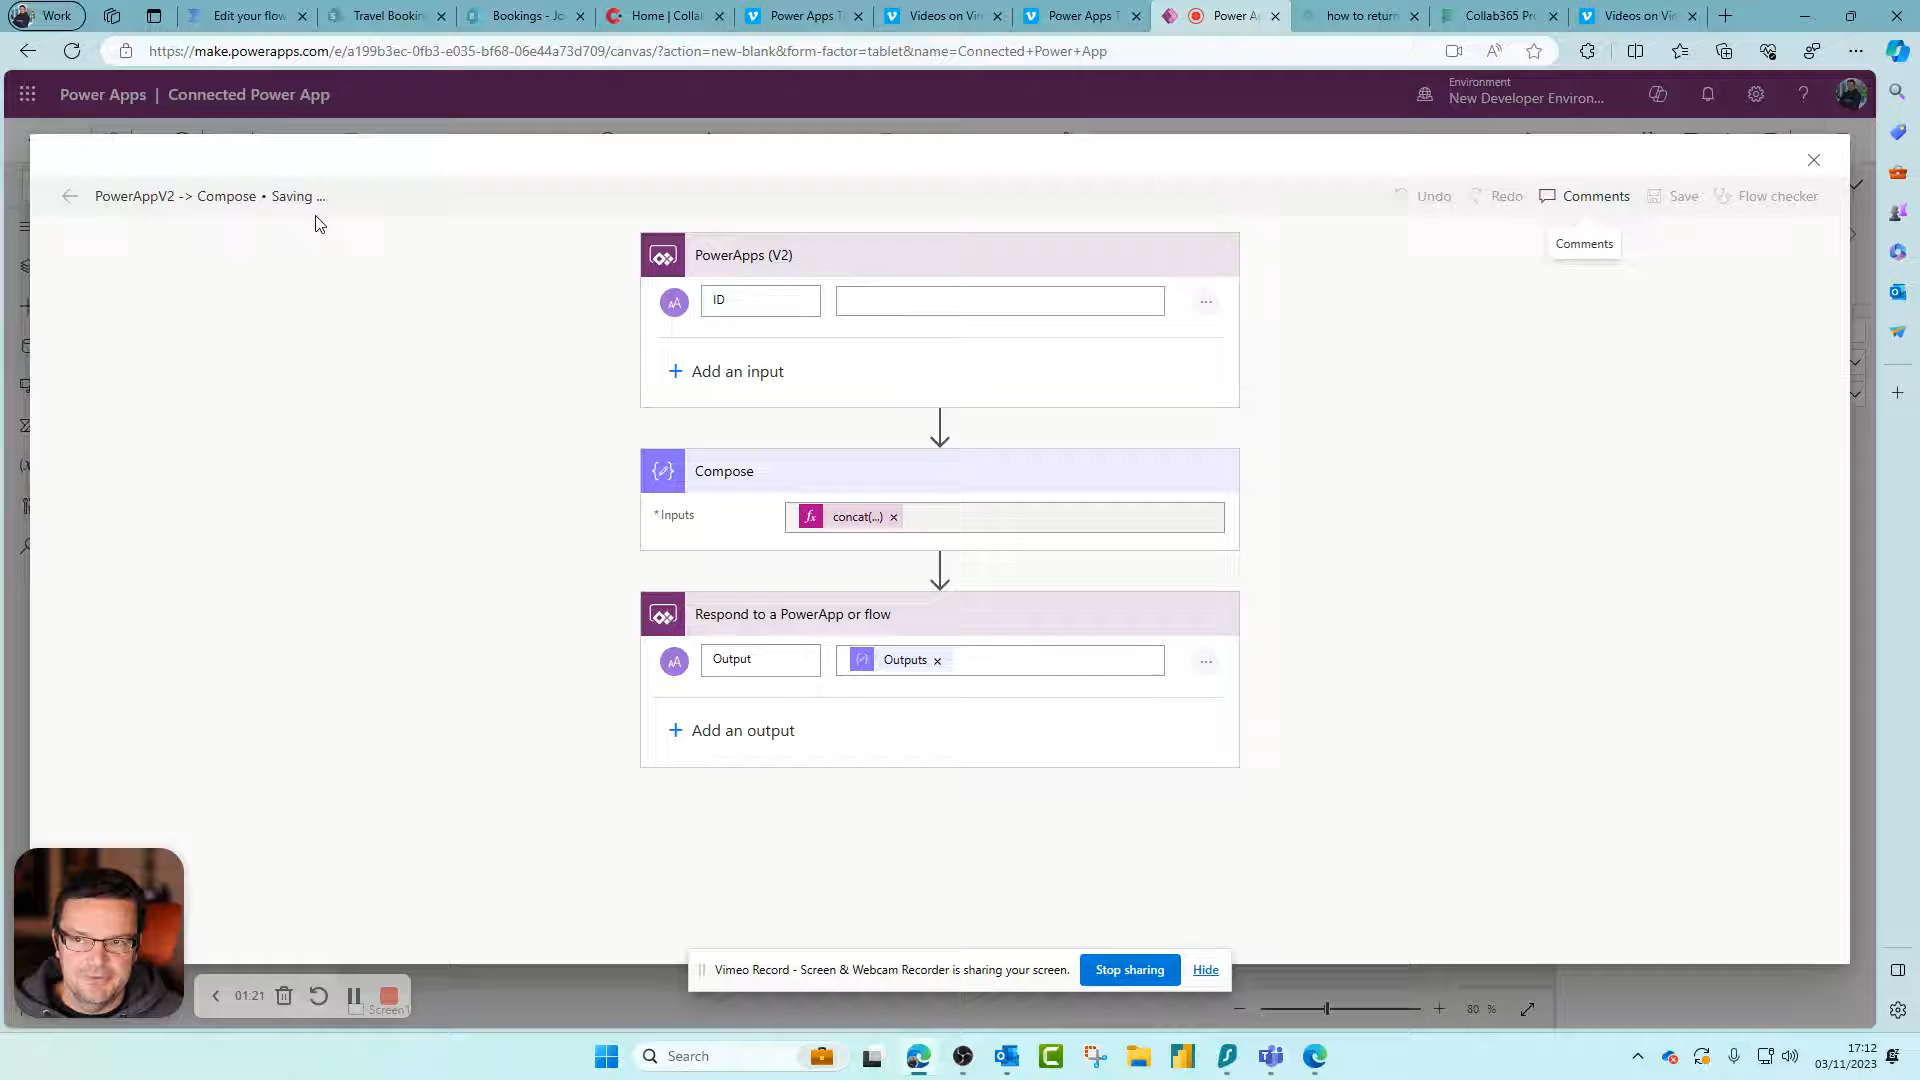 Work
Edit your flow
Travel Bookin
Bookings - Jo
Home | Colla
Power Apps T
Videos on Vin
Power Apps T
Power A
how to return
Collab365 Pr
Videos on Vin
https://make.powerapps.com/e/a199b3ec-0fb3-e035-bf68-06e44a73d709/canvas/?action=new-blank&form-factor=tablet&name=Connected+Power+App
Power Apps | Connected Power App
Environment
New Developer Environ...
PowerAppV2 -> Compose • Saving ...
Undo
Redo
Comments
Save
Flow checker
Comments
PowerApps (V2)
ID
Add an input
Compose
* Inputs
concat(...)
Respond to a PowerApp or flow
Output
Outputs
Add an output
Vimeo Record - Screen & Webcam Recorder is sharing your screen.
Stop sharing
Hide
01:21
Screen1
80 %
Search
17:12
03/11/2023